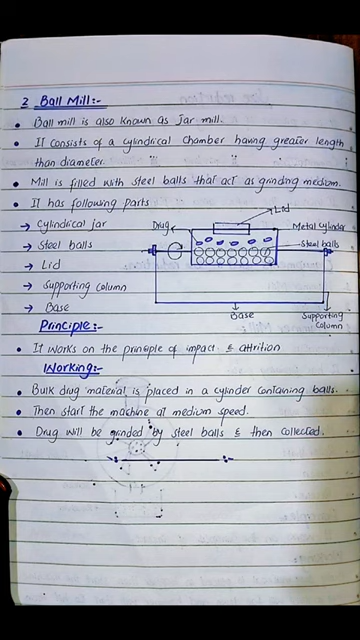 2 Ball Mill:-
• Ball mill is also known as jar mill.
• It consists of a cylindrical chamber having greater length
than diameter.
• Mill is filled with steel balls that act as grinding medium.
• It has following parts
→ Cylindrical jar
→ Steel balls
→ Lid
→ Supporting column
→ Base
Lid
Drug
Metal cylinder
Steel balls
Base
Supporting
column
Principle:-
• It works on the principle of impact & attrition
Working:-
• Bulk drug material is placed in a cylinder containing balls.
• Then start the machine at medium speed.
• Drug will be grinded by steel balls & then collected.